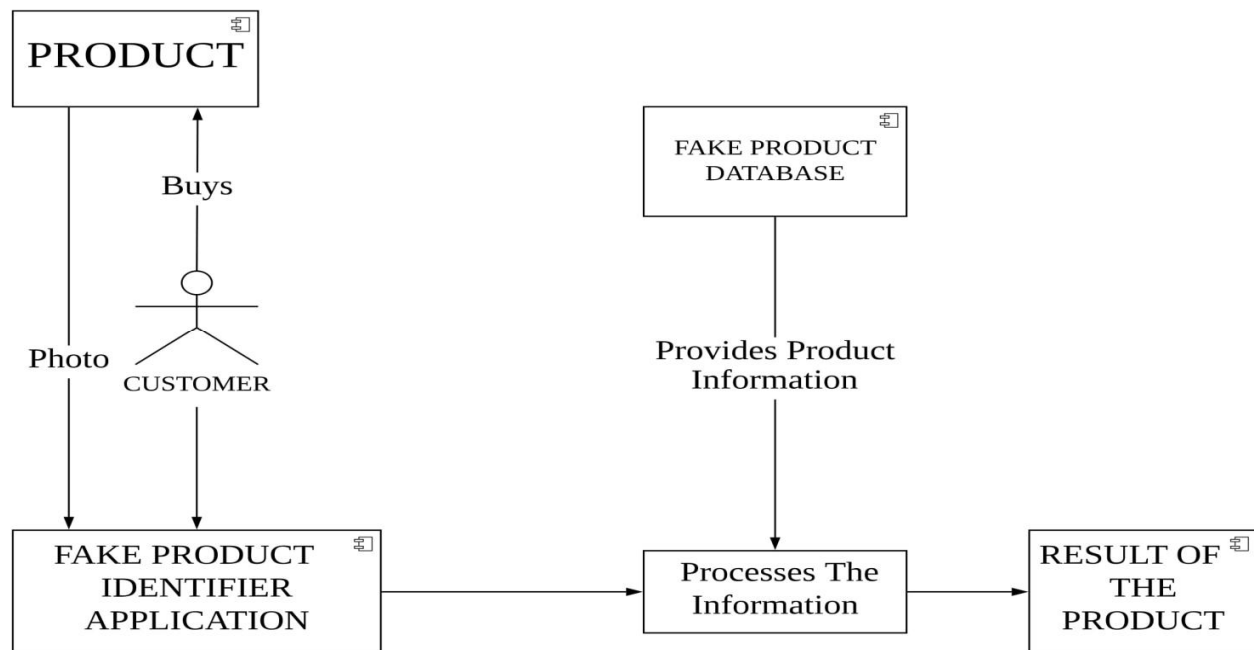 PRODUCT
Buys
FAKE PRODUCT
DATABASE
Photo
CUSTOMER
Provides Product
Information
FAKE PRODUCT
IDENTIFIER
APPLICATION
Processes The
Information
RESULT OF
THE
PRODUCT